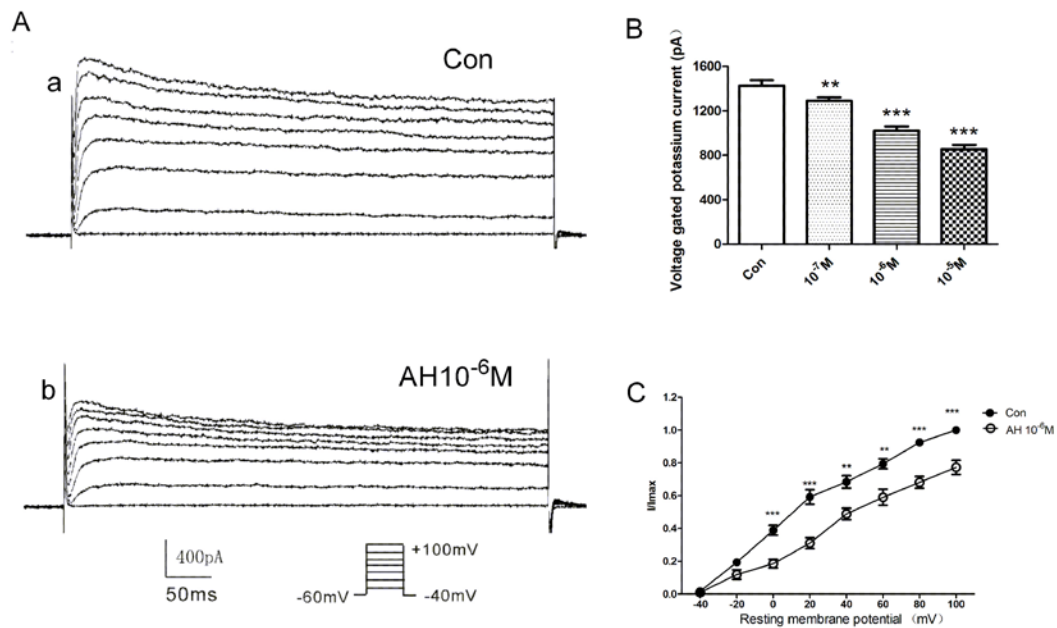 A
a
Con
b
AH10⁻⁶M
400pA
50ms
+100mV
-60mV
-40mV
B
Voltage gated potassium current (pA)
1600
1200
800
400
0
**
***
***
Con
10⁻⁷M
10⁻⁶M
10⁻⁵M
C
Con
AH 10⁻⁶M
I/Imax
1.2
1.0
0.8
0.6
0.4
0.2
0.0
***
***
**
**
***
***
-40 -20 0 20 40 60 80 100
Resting membrane potential (mV)